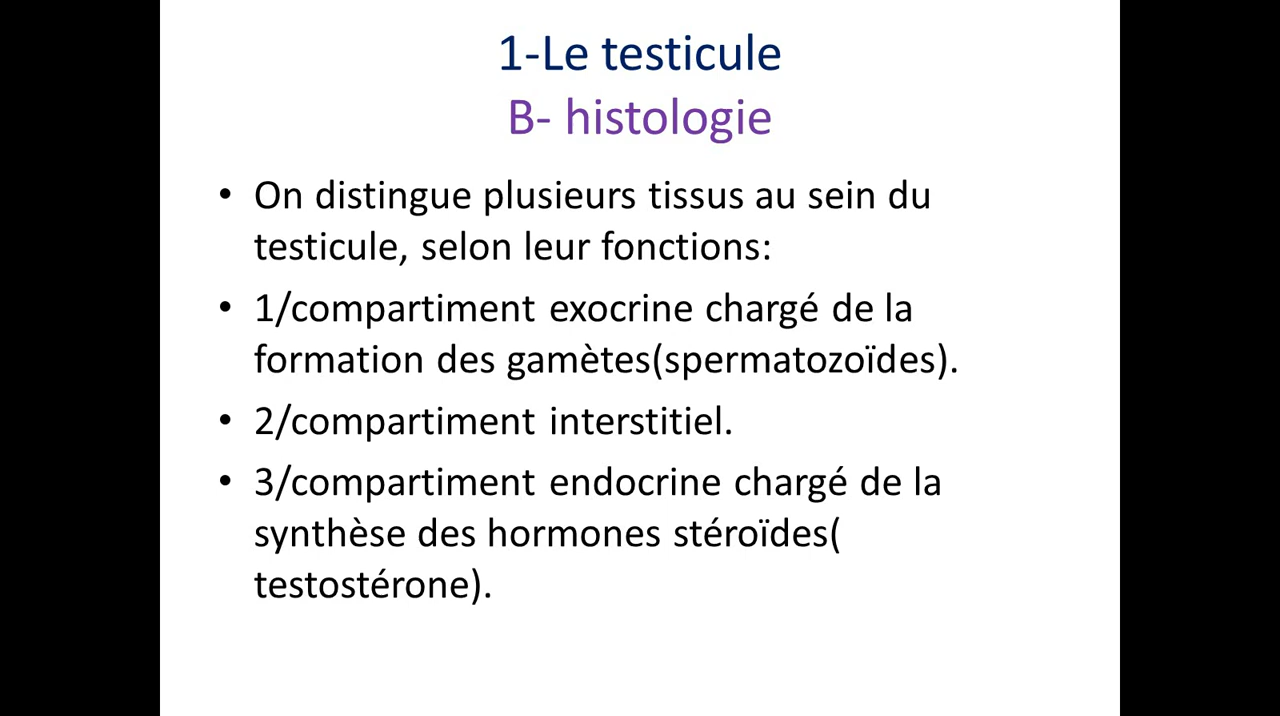 1-Le testicule
B- histologie
• On distingue plusieurs tissus au sein du
testicule, selon leur fonctions:
• 1/compartiment exocrine chargé de la
formation des gamètes(spermatozoïdes).
• 2/compartiment interstitiel.
• 3/compartiment endocrine chargé de la
synthèse des hormones stéroïdes(
testostérone).